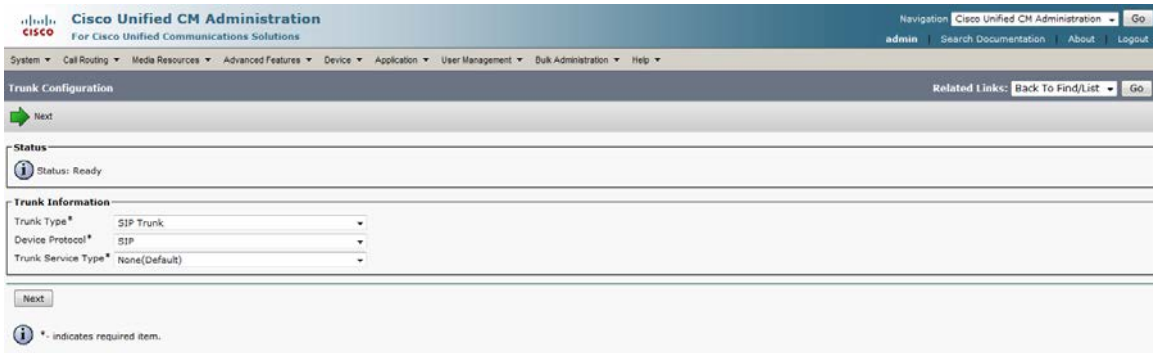 CISCO
Cisco Unified CM Administration
For Cisco Unified Communications Solutions
Navigation Cisco Unified CM Administration Go
admin | Search Documentation | About | Logout
System Call Routing Media Resources Advanced Features Device Application User Management Bulk Administration Help
Trunk Configuration
Related Links: Back To Find/List Go
Next
Status
Status: Ready
Trunk Information
Trunk Type* SIP Trunk
Device Protocol* SIP
Trunk Service Type* None(Default)
Next
*- indicates required item.